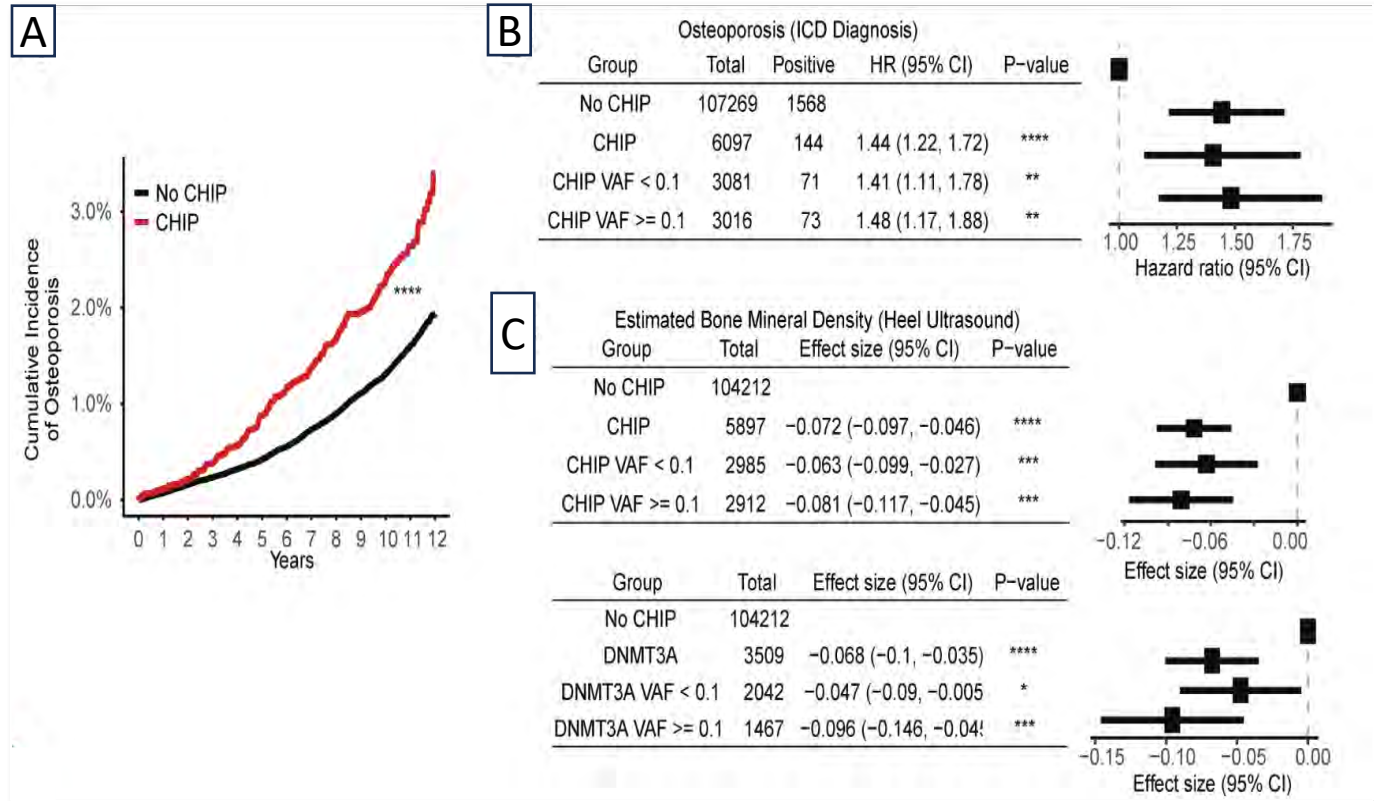 A
No CHIP
CHIP
3.0%
2.0%
1.0%
0.0%
****
Cumulative Incidence
of Osteoporosis
0 1 2 3 4 5 6 7 8 9 10 11 12
Years
B
Osteoporosis (ICD Diagnosis)
Group Total Positive HR (95% CI) P−value
No CHIP 107269 1568
CHIP 6097 144 1.44 (1.22, 1.72) ****
CHIP VAF < 0.1 3081 71 1.41 (1.11, 1.78) **
CHIP VAF >= 0.1 3016 73 1.48 (1.17, 1.88) **
1.00 1.25 1.50 1.75
Hazard ratio (95% CI)
C
Estimated Bone Mineral Density (Heel Ultrasound)
Group Total Effect size (95% CI) P−value
No CHIP 104212
CHIP 5897 −0.072 (−0.097, −0.046) ****
CHIP VAF < 0.1 2985 −0.063 (−0.099, −0.027) ***
CHIP VAF >= 0.1 2912 −0.081 (−0.117, −0.045) ***
−0.12 −0.06 0.00
Effect size (95% CI)
Group Total Effect size (95% CI) P−value
No CHIP 104212
DNMT3A 3509 −0.068 (−0.1, −0.035) ****
DNMT3A VAF < 0.1 2042 −0.047 (−0.09, −0.005 *
DNMT3A VAF >= 0.1 1467 −0.096 (−0.146, ***
−0.15 −0.10 −0.05 0.00
Effect size (95% CI)